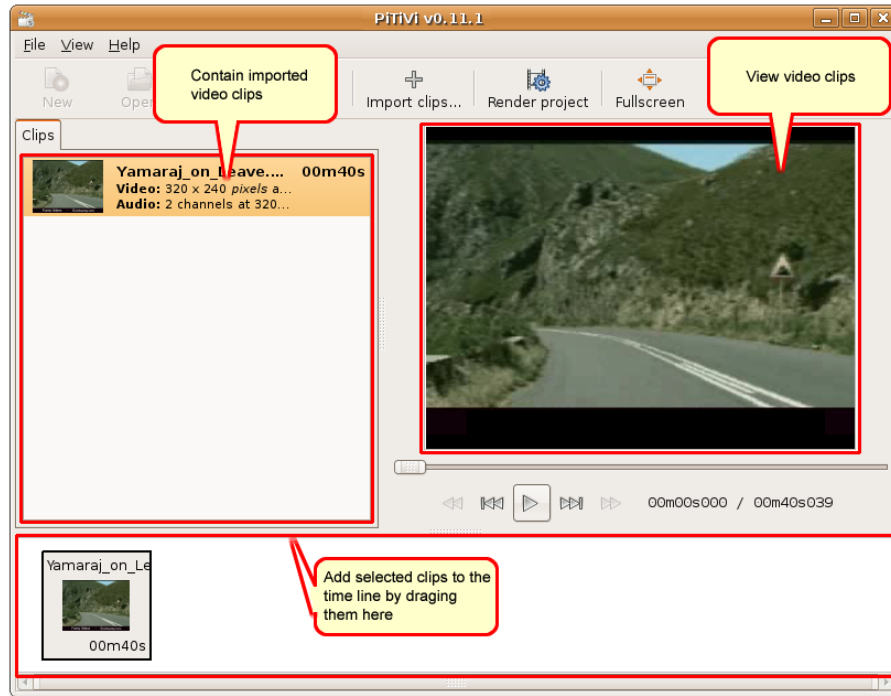 PiTiVi v0.11.1
File View Help
Contain imported
video clips
New
Open
Import clips...
Render project
Fullscreen
View video clips
Clips
Yamaraj_on_Leave.... 00m40s
Video: 320 x 240 pixels a...
Audio: 2 channels at 320...
00m00s000 / 00m40s039
Yamaraj_on_Le
00m40s
Add selected clips to the
time line by draging
them here